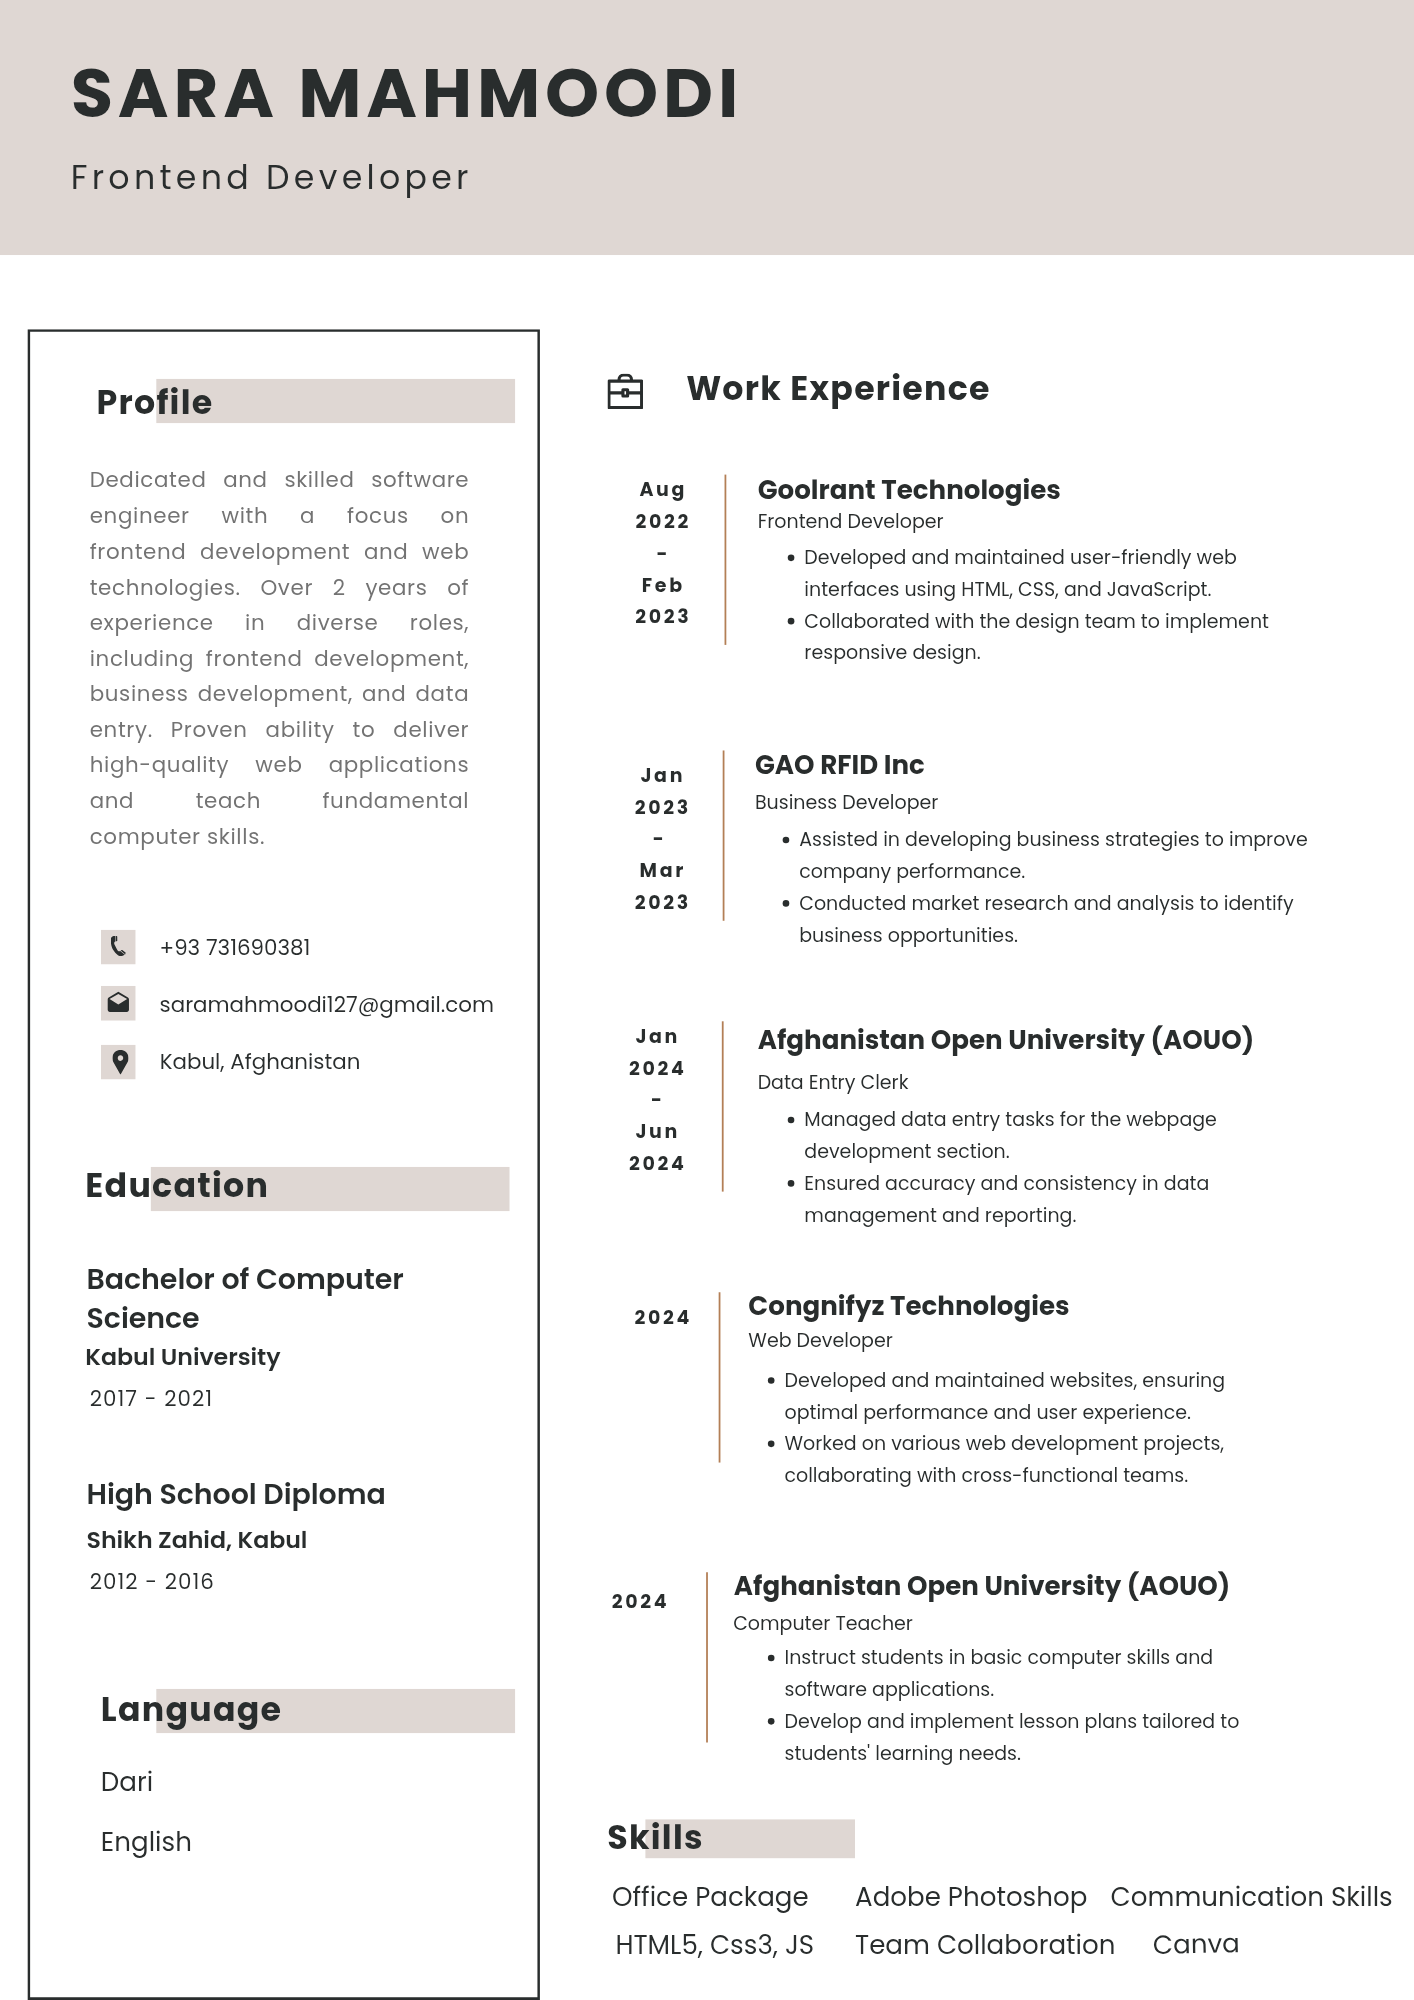 SARA MAHMOODI
Frontend Developer
Profile
Dedicated and skilled software
engineer with a focus on
frontend development and web
technologies. Over 2 years of
experience in diverse roles,
including frontend development,
business development, and data
entry. Proven ability to deliver
high-quality web applications
and teach fundamental
computer skills.
+93 731690381
saramahmoodi127@gmail.com
Kabul, Afghanistan
Education
Bachelor of Computer
Science
Kabul University
2017 - 2021
High School Diploma
Shikh Zahid, Kabul
2012 - 2016
Language
Dari
English
Work Experience
Aug
2022
-
Feb
2023
Goolrant Technologies
Frontend Developer
• Developed and maintained user-friendly web
interfaces using HTML, CSS, and JavaScript.
• Collaborated with the design team to implement
responsive design.
Jan
2023
-
Mar
2023
GAO RFID Inc
Business Developer
• Assisted in developing business strategies to improve
company performance.
• Conducted market research and analysis to identify
business opportunities.
Jan
2024
-
Jun
2024
Afghanistan Open University (AOUO)
Data Entry Clerk
• Managed data entry tasks for the webpage
development section.
• Ensured accuracy and consistency in data
management and reporting.
2024
Congnifyz Technologies
Web Developer
• Developed and maintained websites, ensuring
optimal performance and user experience.
• Worked on various web development projects,
collaborating with cross-functional teams.
2024
Afghanistan Open University (AOUO)
Computer Teacher
• Instruct students in basic computer skills and
software applications.
• Develop and implement lesson plans tailored to
students' learning needs.
Skills
Office Package Adobe Photoshop Communication Skills
HTML5, Css3, JS Team Collaboration Canva